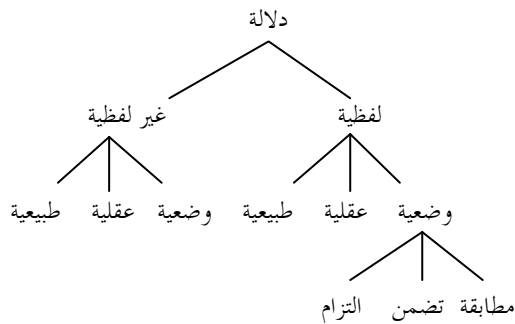 دلالة
لفظية غير لفظية
وضعية عقلية طبيعية وضعية عقلية طبيعية
مطابقة تضمن التزام